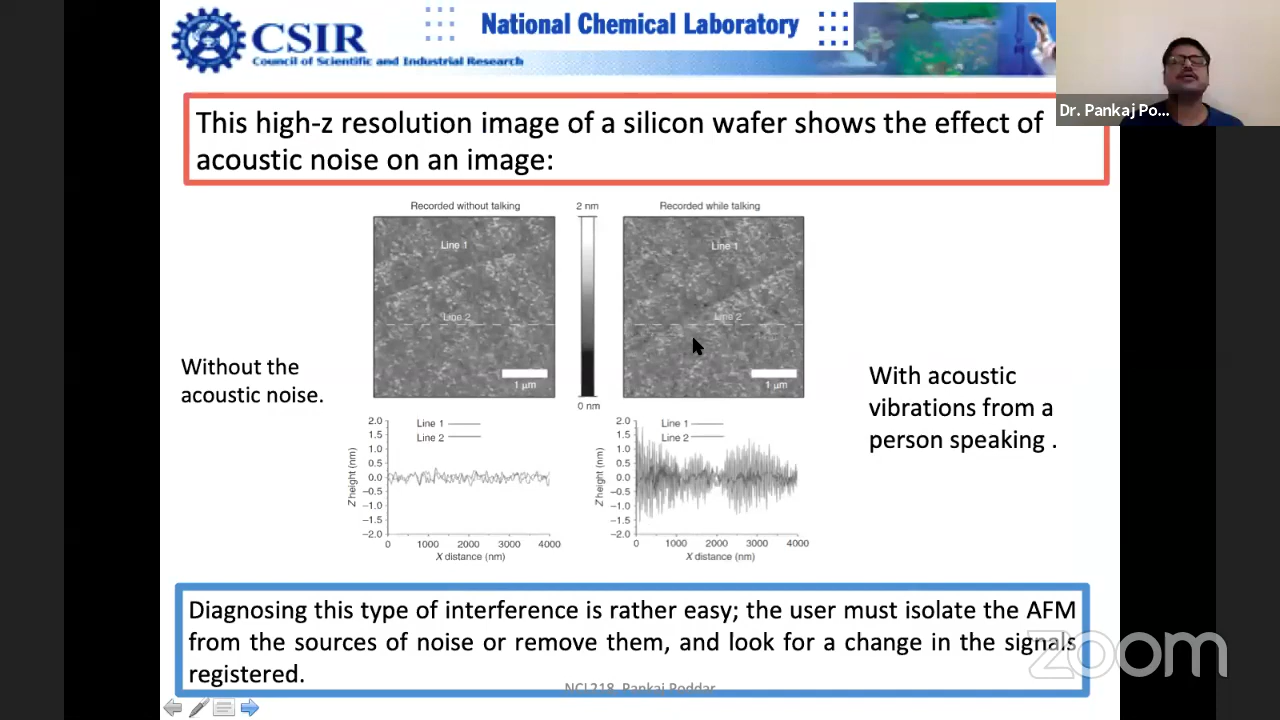 CSIR
Council of Scientific and Industrial Research
National Chemical Laboratory
Dr. Pankaj Po...
This high-z resolution image of a silicon wafer shows the effect of
acoustic noise on an image:
Recorded without talking
2 nm
Recorded while talking
Line 1
Line 1
Line 2
Line 2
1 μm
1 μm
0 nm
Without the
acoustic noise.
With acoustic
vibrations from a
person speaking .
Line 1
Line 2
Z height (nm)
2.0
1.5
1.0
0.5
0.0
−0.5
−1.0
−1.5
−2.0
0 1000 2000 3000 4000
X distance (nm)
Line 1
Line 2
Z height (nm)
2.0
1.5
1.0
0.5
0.0
−0.5
−1.0
−1.5
−2.0
0 1000 2000 3000 4000
X distance (nm)
Diagnosing this type of interference is rather easy; the user must isolate the AFM
from the sources of noise or remove them, and look for a change in the signals
registered.
NCL218, Pankaj Poddar
zoom